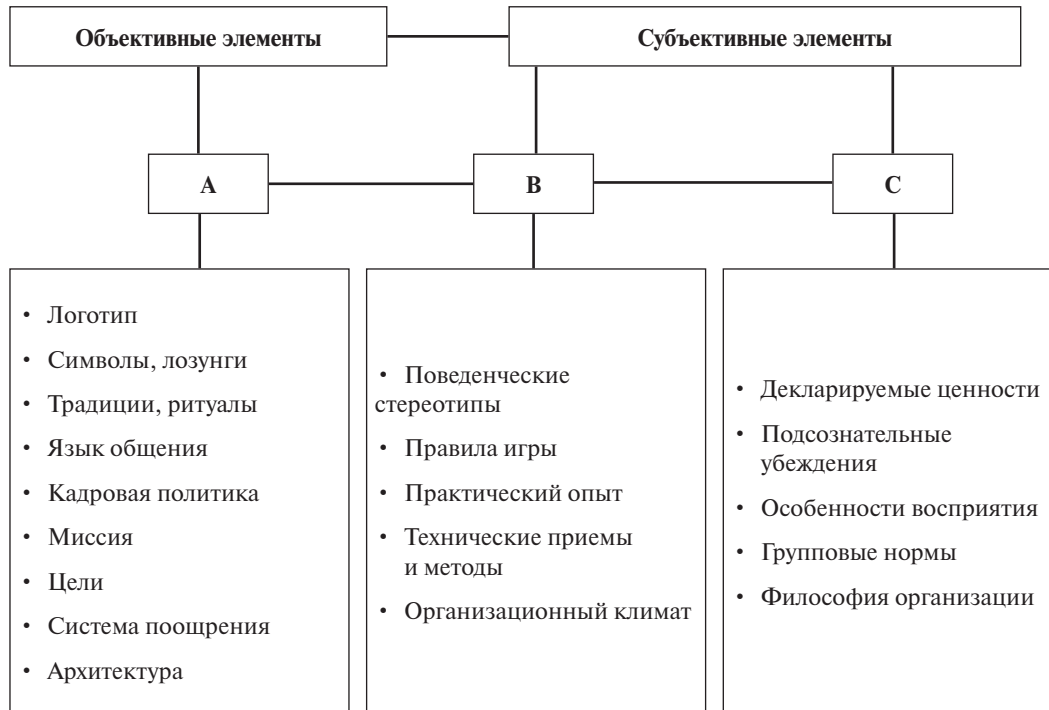 Объективные элементы
Субъективные элементы
A
B
C
• Логотип
• Символы, лозунги
• Традиции, ритуалы
• Язык общения
• Кадровая политика
• Миссия
• Цели
• Система поощрения
• Архитектура
• Поведенческие
стереотипы
• Правила игры
• Практический опыт
• Технические приемы
и методы
• Организационный климат
• Декларируемые ценности
• Подсознательные
убеждения
• Особенности восприятия
• Групповые нормы
• Философия организации